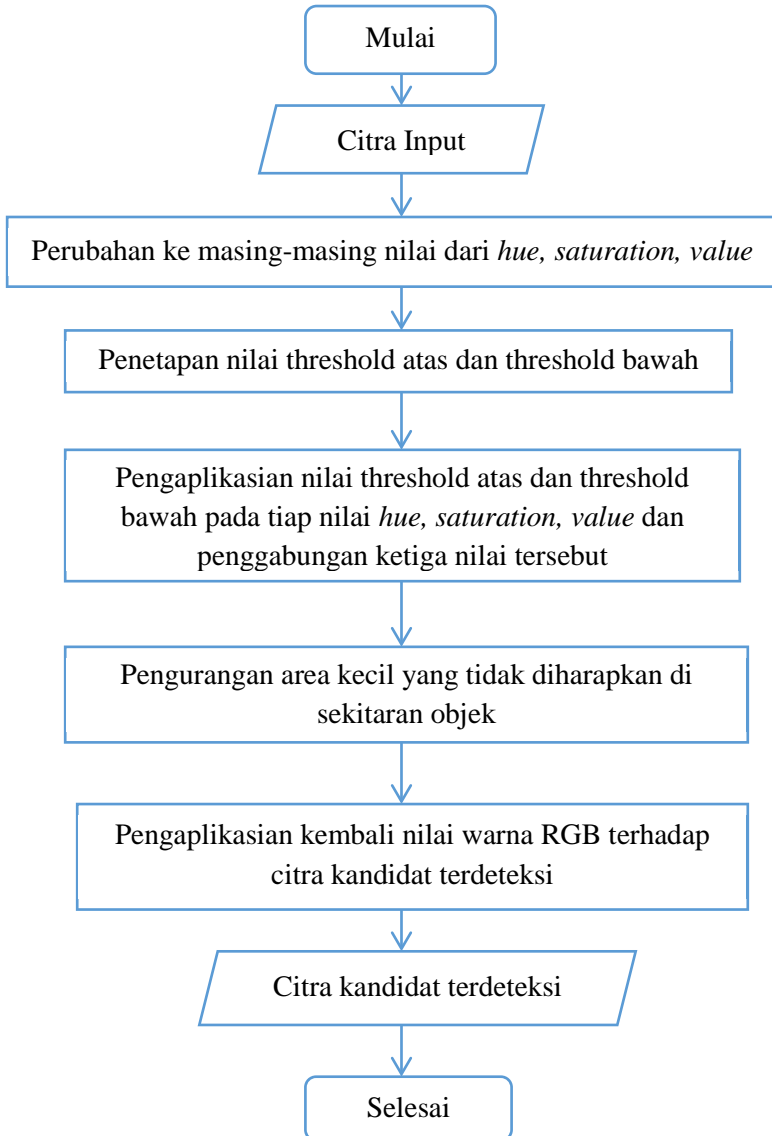 Mulai
Citra Input
Perubahan ke masing-masing nilai dari hue, saturation, value
Penetapan nilai threshold atas dan threshold bawah
Pengaplikasian nilai threshold atas dan threshold
bawah pada tiap nilai hue, saturation, value dan
penggabungan ketiga nilai tersebut
Pengurangan area kecil yang tidak diharapkan di
sekitaran objek
Pengaplikasian kembali nilai warna RGB terhadap
citra kandidat terdeteksi
Citra kandidat terdeteksi
Selesai